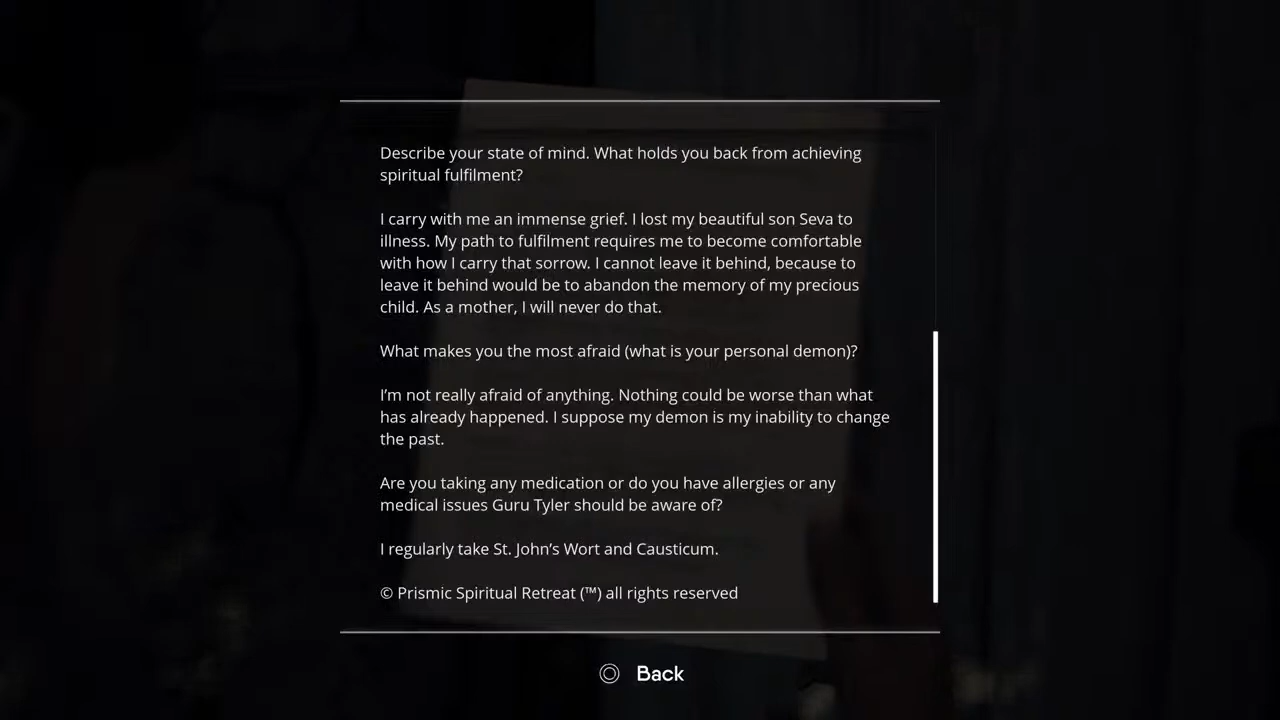 Describe your state of mind. What holds you back from achieving
spiritual fulfilment?
I carry with me an immense grief. I lost my beautiful son Seva to
illness. My path to fulfilment requires me to become comfortable
with how I carry that sorrow. I cannot leave it behind, because to
leave it behind would be to abandon the memory of my precious
child. As a mother, I will never do that.
What makes you the most afraid (what is your personal demon)?
I’m not really afraid of anything. Nothing could be worse than what
has already happened. I suppose my demon is my inability to change
the past.
Are you taking any medication or do you have allergies or any
medical issues Guru Tyler should be aware of?
I regularly take St. John’s Wort and Causticum.
© Prismic Spiritual Retreat (™) all rights reserved
Back